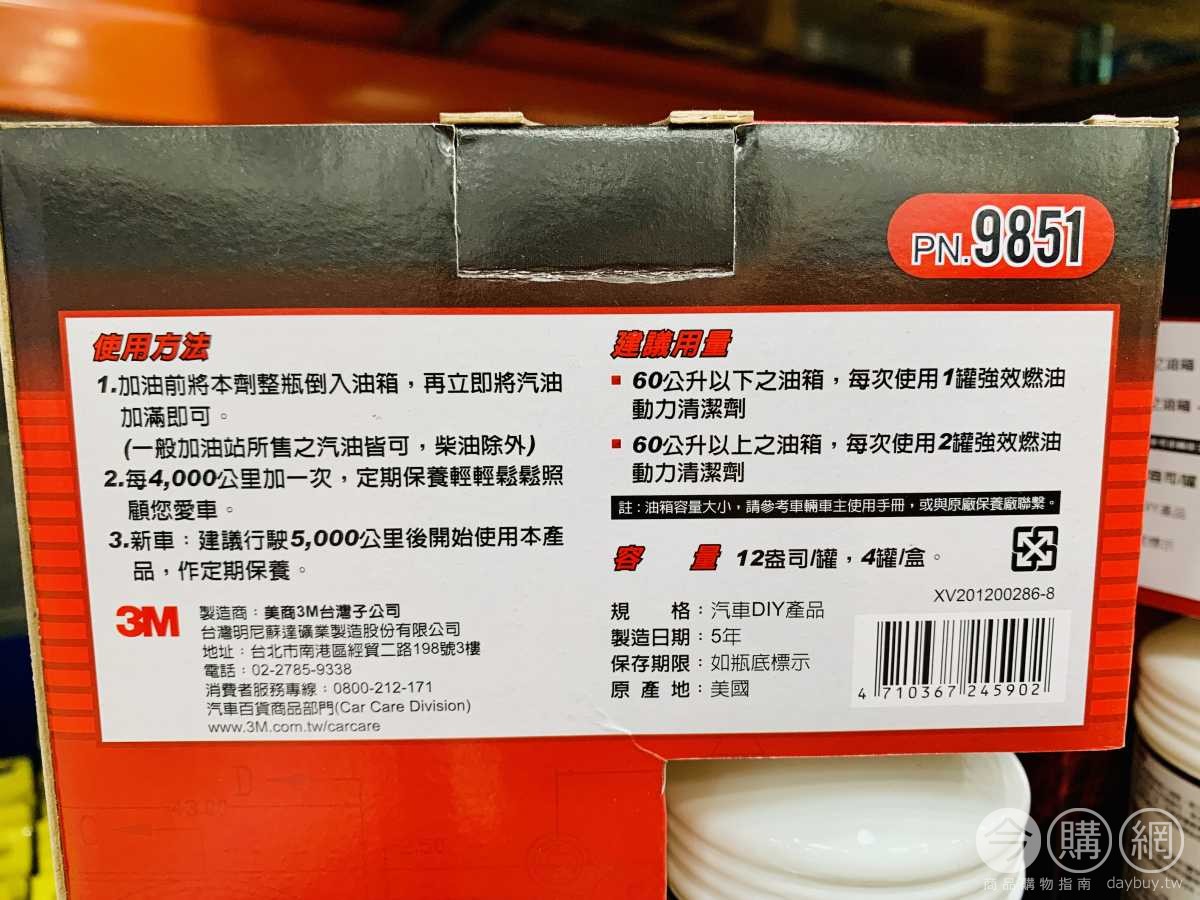 PN.9851
使用方法
1.加油前將本劑整瓶倒入油箱，再立即將汽油
加滿即可。
(一般加油站所售之汽油皆可，柴油除外)
2.每4,000公里加一次，定期保養輕輕鬆鬆照
顧您愛車。
3.新車：建議行駛5,000公里後開始使用本產
品，作定期保養。
3M
製造商：美商3M台灣子公司
台灣明尼蘇達礦業製造股份有限公司
地址：台北市南港區經貿二路198號3樓
電話：02-2785-9338
消費者服務專線：0800-212-171
汽車百貨商品部門(Car Care Division)
www.3M.com.tw/carcare
建議用量
▪ 60公升以下之油箱，每次使用1罐強效燃油
動力清潔劑
▪ 60公升以上之油箱，每次使用2罐強效燃油
動力清潔劑
註：油箱容量大小，請參考車輛車主使用手冊，或與原廠保養廠聯繫。
容 量 12盎司/罐，4罐/盒。
XV201200286-8
規 格：汽車DIY產品
製造日期：5年
保存期限：如瓶底標示
原 產 地：美國
4 710367 245902
今購網
商品購物指南 daybuy.tw